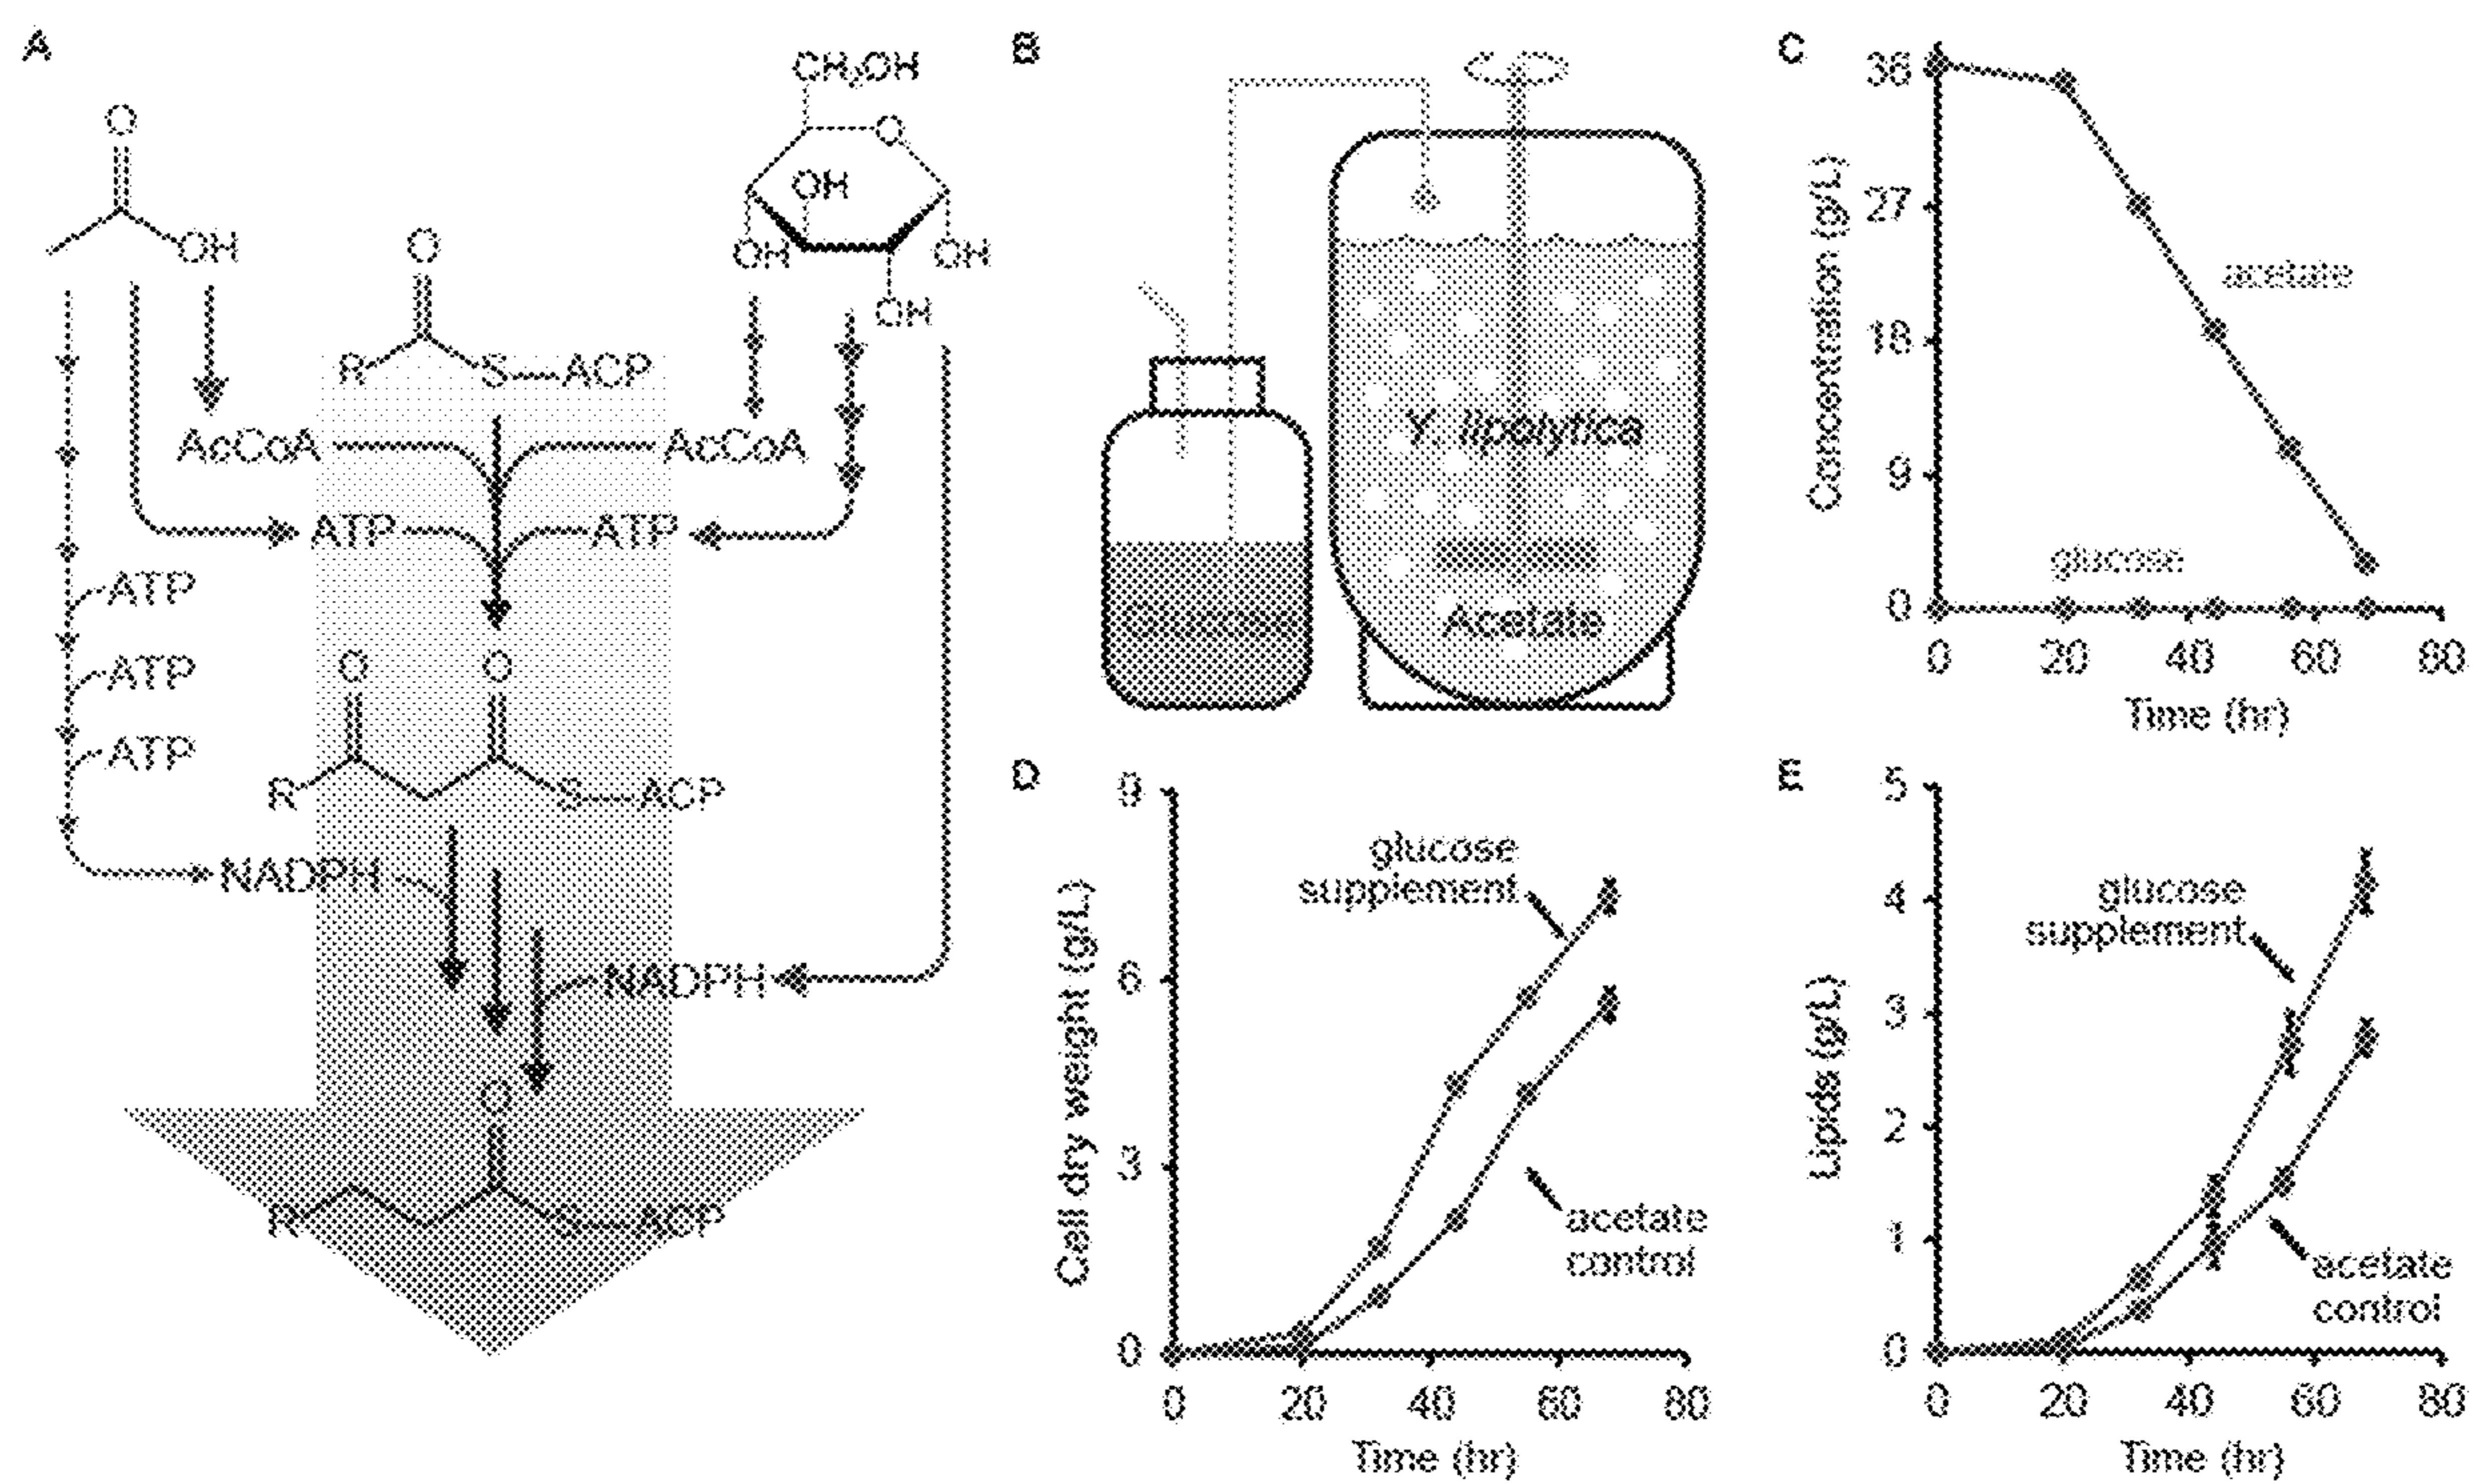 A
O
OH
CH₂OH
O
OH
OH
OH
OH
O
R
S
ACP
AcCoA
AcCoA
ATP
ATP
ATP
ATP
ATP
O
O
R
S
ACP
NADPH
NADPH
O
R
S
ACP
B
Y. lipolytica
Glucose
Acetate
C
36
27
18
9
0
Concentration (g/L)
acetate
glucose
0
20
40
60
80
Time (hr)
D
9
6
3
0
Cell dry weight (g/L)
glucose
supplement
acetate
control
0
20
40
60
80
Time (hr)
E
5
4
3
2
1
0
Lipids (g/L)
glucose
supplement
acetate
control
0
20
40
60
80
Time (hr)